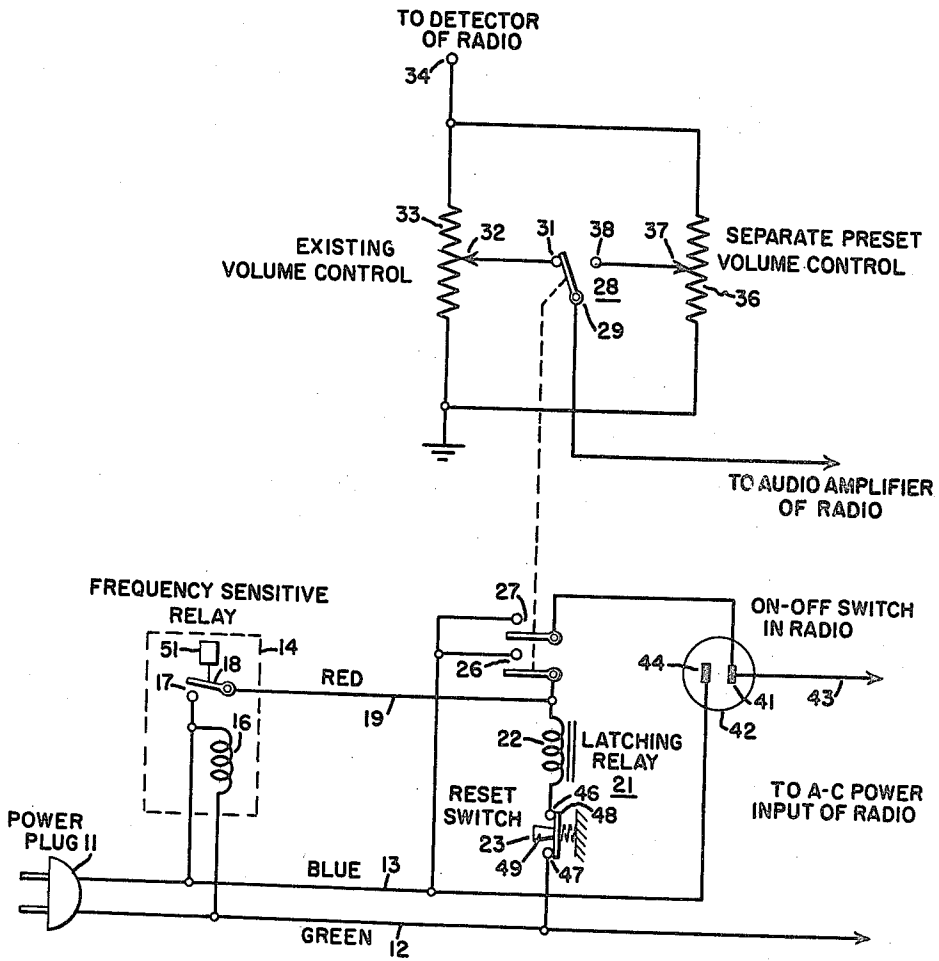 TO DETECTOR
OF RADIO
34
33
32
31
38
37
EXISTING
VOLUME CONTROL
SEPARATE PRESET
VOLUME CONTROL
28
36
29
TO AUDIO AMPLIFIER
OF RADIO
FREQUENCY SENSITIVE
RELAY
27
ON-OFF SWITCH
IN RADIO
51
14
18
26
44
17
RED
19
41
43
42
16
22
LATCHING
RELAY
21
46
RESET
SWITCH
48
TO A-C POWER
INPUT OF RADIO
23
49
47
POWER
PLUG 11
BLUE
13
GREEN
12